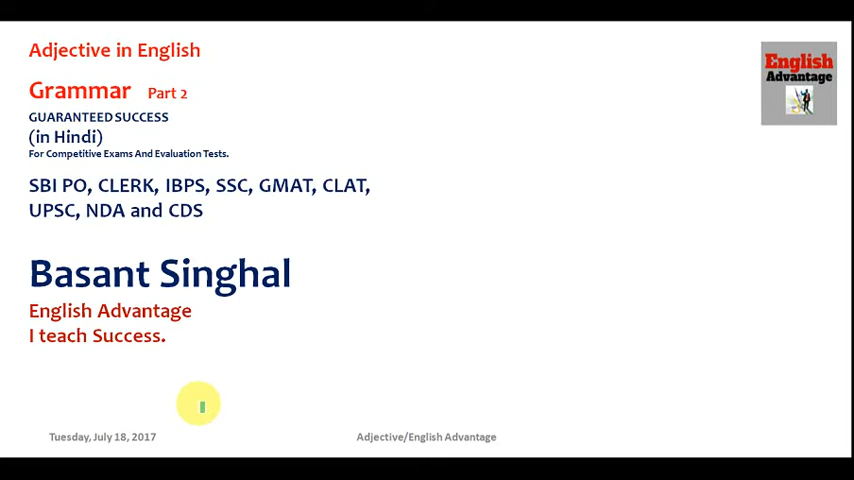 Adjective in English
Grammar Part 2
GUARANTEED SUCCESS
(in Hindi)
For Competitive Exams And Evaluation Tests.
SBI PO, CLERK, IBPS, SSC, GMAT, CLAT,
UPSC, NDA and CDS
Basant Singhal
English Advantage
I teach Success.
English
Advantage
Tuesday, July 18, 2017
Adjective/English Advantage